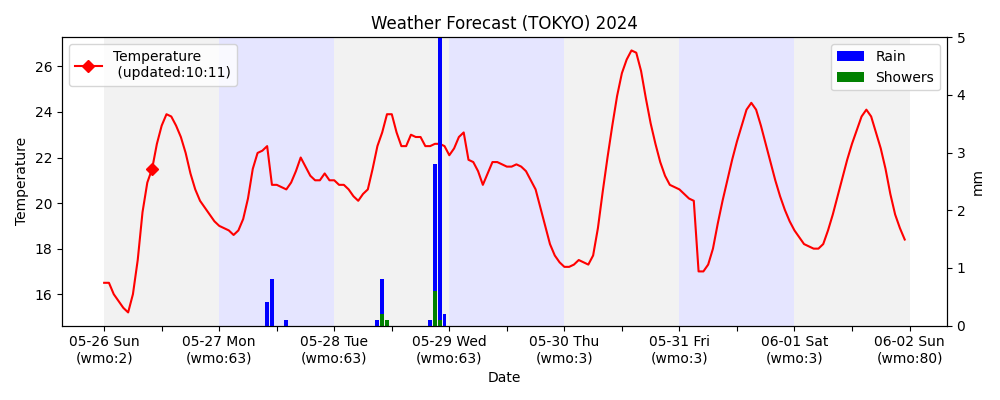 Weather Forecast (TOKYO) 2024
Temperature
(updated:10:11)
Rain
Showers
Temperature
26
24
22
20
18
16
5
4
3
2
1
0
mm
05-26 Sun
(wmo:2)
05-27 Mon
(wmo:63)
05-28 Tue
(wmo:63)
05-29 Wed
(wmo:63)
05-30 Thu
(wmo:3)
05-31 Fri
(wmo:3)
06-01 Sat
(wmo:3)
06-02 Sun
(wmo:80)
Date